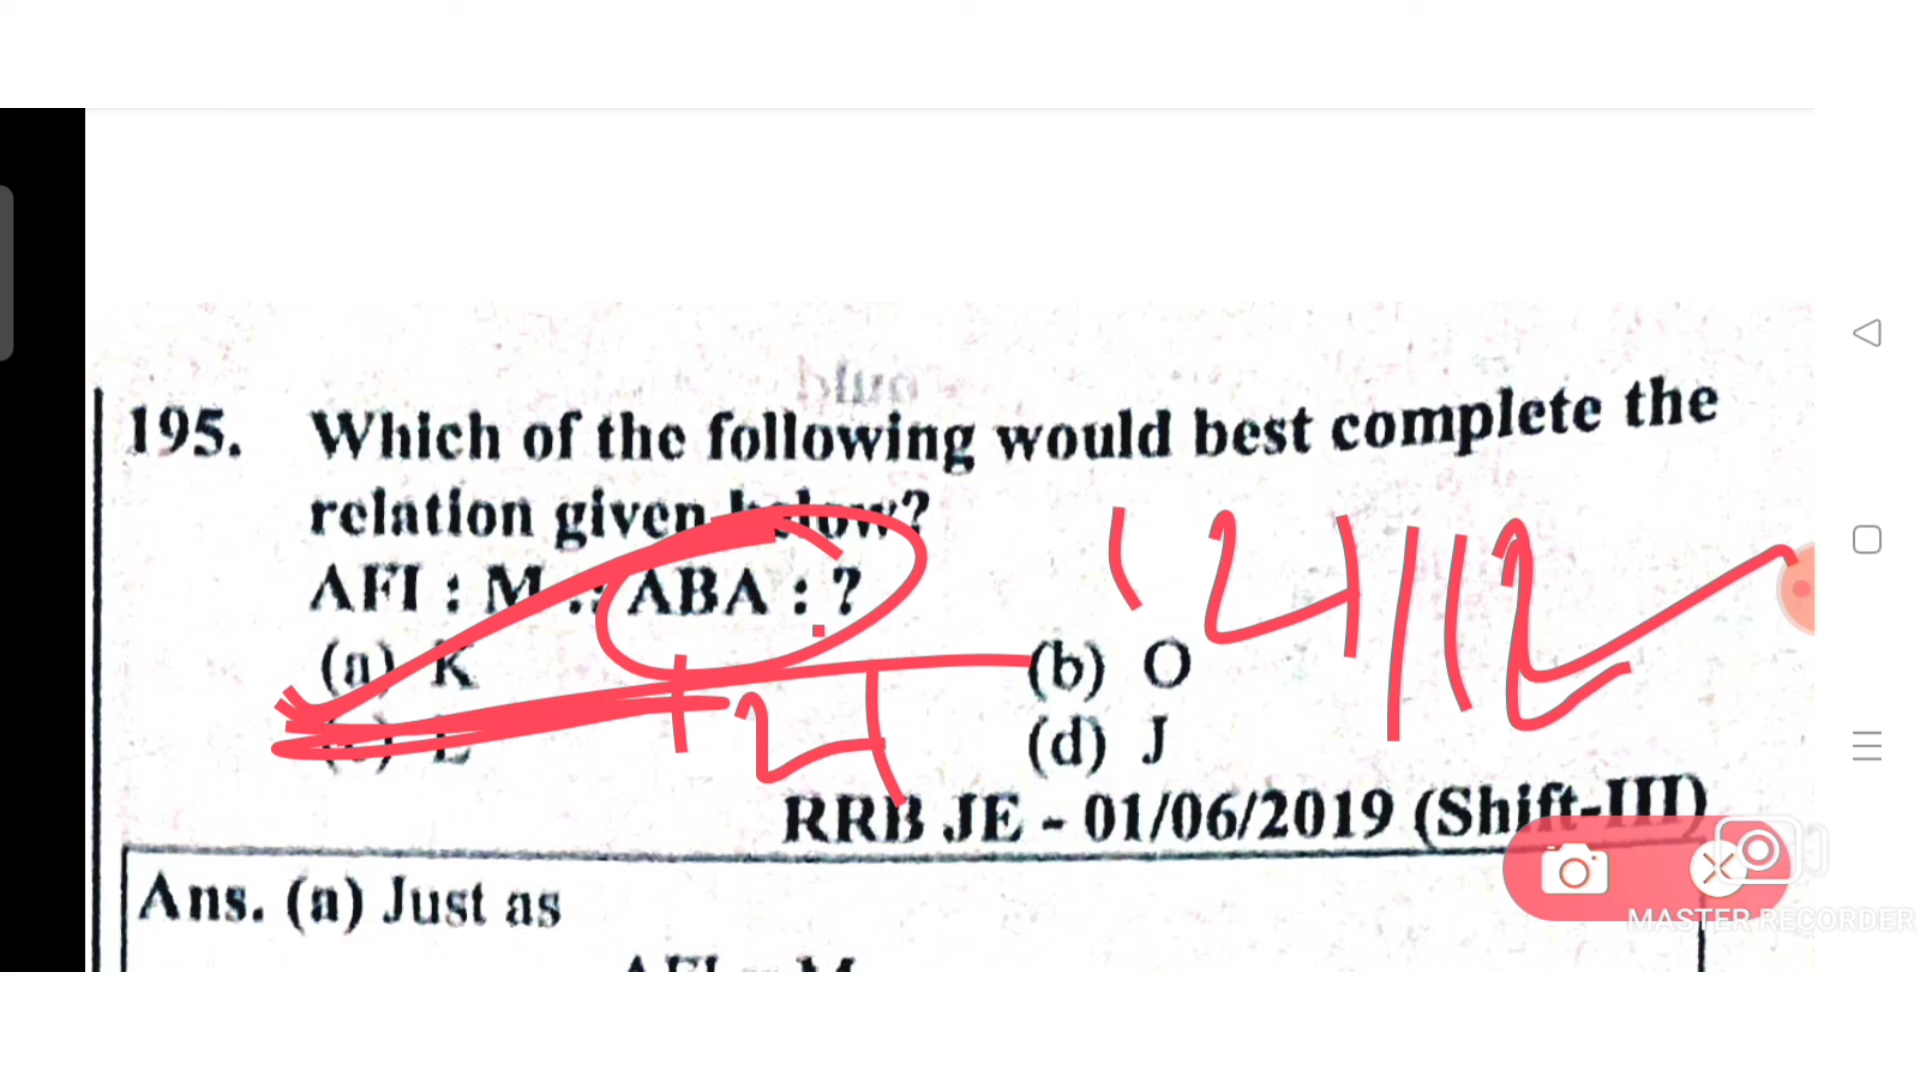 195. Which of the following would best complete the
relation given below?
AFI : M :: ABA : ?
(a) K (b) O
(c) L (d) J
RRB JE - 01/06/2019 (Shift-III)
Ans. (a) Just as
MASTER RECORDER